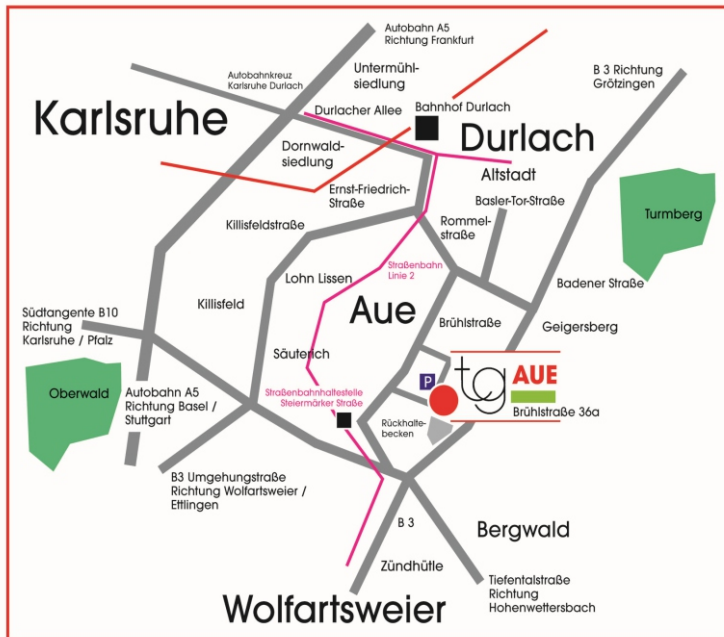 Autobahn A5
Richtung Frankfurt
B 3 Richtung
Grötzingen
Untermühl-
siedlung
Autobahnkreuz
Karlsruhe Durlach
Karlsruhe
Durlacher Allee
Bahnhof Durlach
Durlach
Dornwald-
siedlung
Altstadt
Ernst-Friedrich-
Straße
Basler-Tor-Straße
Turmberg
Killisfeldstraße
Rommel-
straße
Straßenbahn
Linie 2
Lohn Lissen
Badener Straße
Killisfeld
Aue
Südtangente B10
Richtung
Karlsruhe / Pfalz
Brühlstraße
Geigersberg
Säuterich
Oberwald
Autobahn A5
Richtung Basel /
Stuttgart
Straßenbahnhaltestelle
Steiermärker Straße
P
tg
AUE
Brühlstraße 36a
Rückhalte-
becken
B3 Umgehungstraße
Richtung Wolfartsweier /
Ettlingen
B 3
Bergwald
Zündhütle
Tiefentalstraße
Richtung
Hohenwettersbach
Wolfartsweier